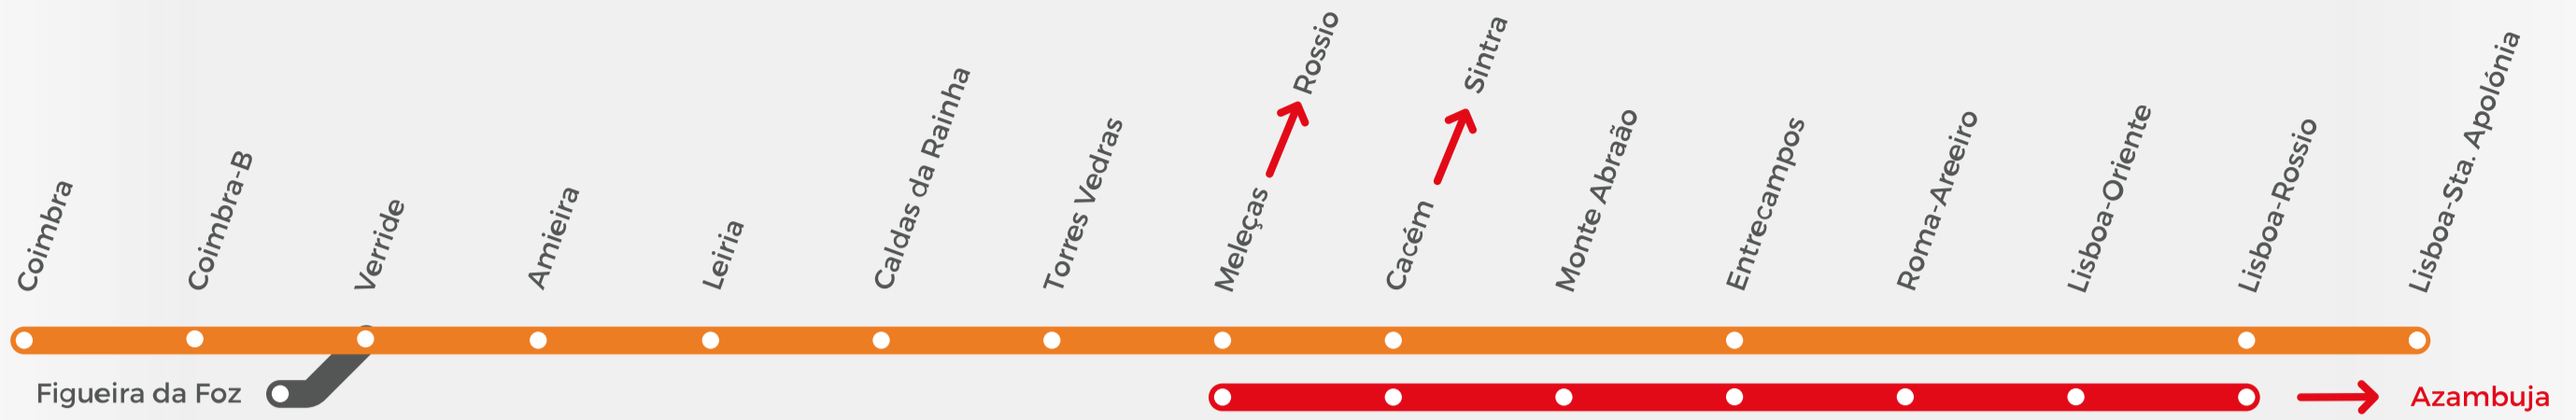 Coimbra
Coimbra-B
Verride
Amieira
Leiria
Caldas da Rainha
Torres Vedras
Meleças
Rossio
Cacém
Sintra
Monte Abraão
Entrecampos
Roma-Areeiro
Lisboa-Oriente
Lisboa-Rossio
Lisboa-Sta. Apolónia
Figueira da Foz
Azambuja